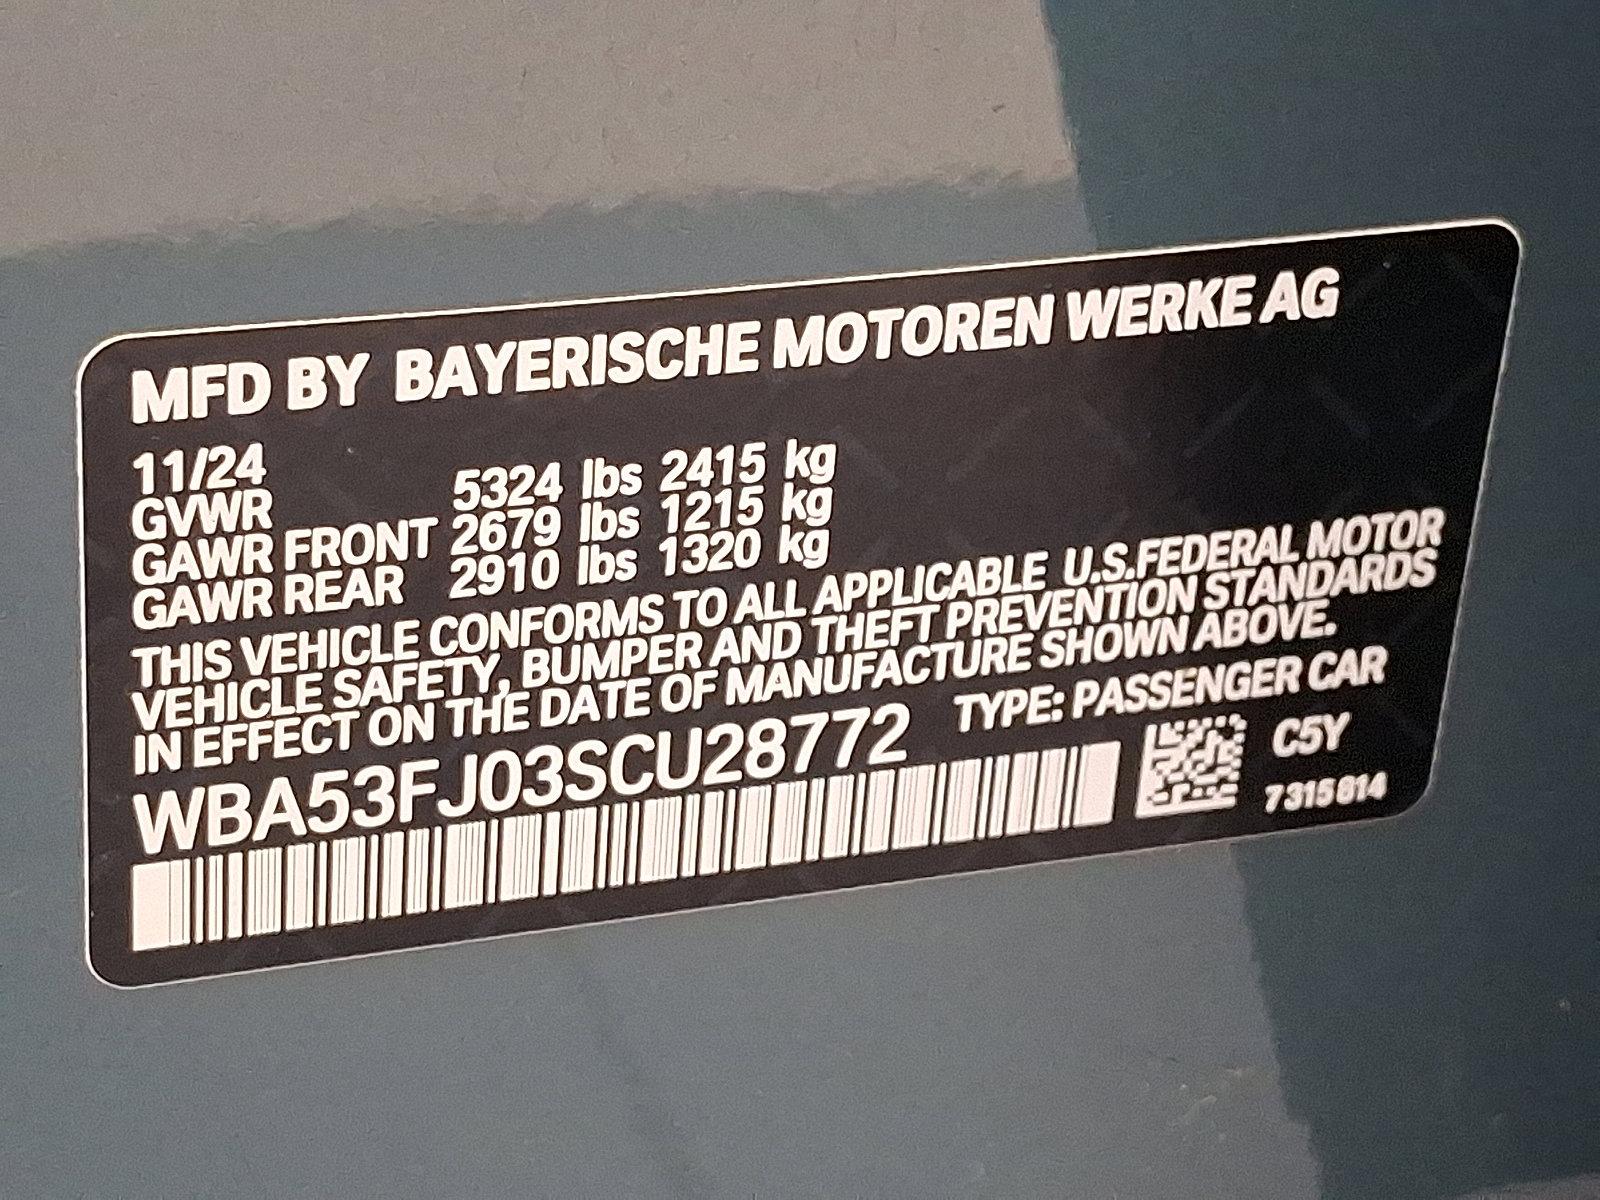 MFD BY BAYERISCHE MOTOREN WERKE AG
11/24
GVWR 5324 lbs 2415 kg
GAWR FRONT 2679 lbs 1215 kg
GAWR REAR 2910 lbs 1320 kg
THIS VEHICLE CONFORMS TO ALL APPLICABLE U.S.FEDERAL MOTOR
VEHICLE SAFETY, BUMPER AND THEFT PREVENTION STANDARDS
IN EFFECT ON THE DATE OF MANUFACTURE SHOWN ABOVE.
WBA53FJ03SCU28772 TYPE: PASSENGER CAR
C5Y
7315814